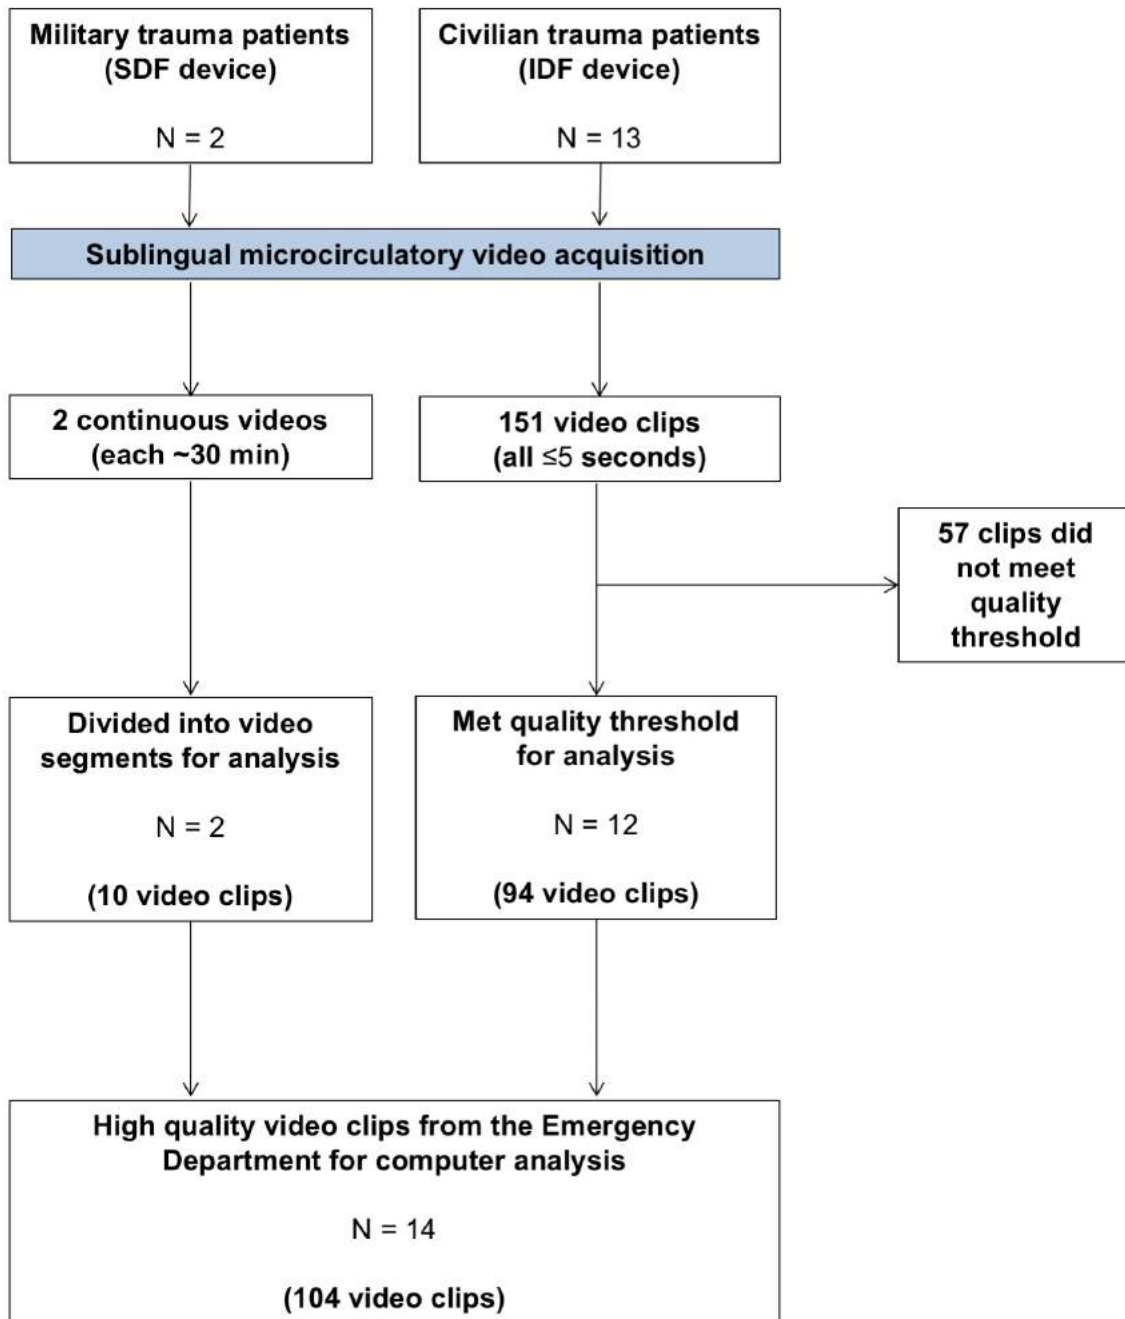 Military trauma patients
(SDF device)
N = 2
Civilian trauma patients
(IDF device)
N = 13
Sublingual microcirculatory video acquisition
2 continuous videos
(each ~30 min)
151 video clips
(all ≤5 seconds)
57 clips did
not meet
quality
threshold
Divided into video
segments for analysis
N = 2
(10 video clips)
Met quality threshold
for analysis
N = 12
(94 video clips)
High quality video clips from the Emergency
Department for computer analysis
N = 14
(104 video clips)